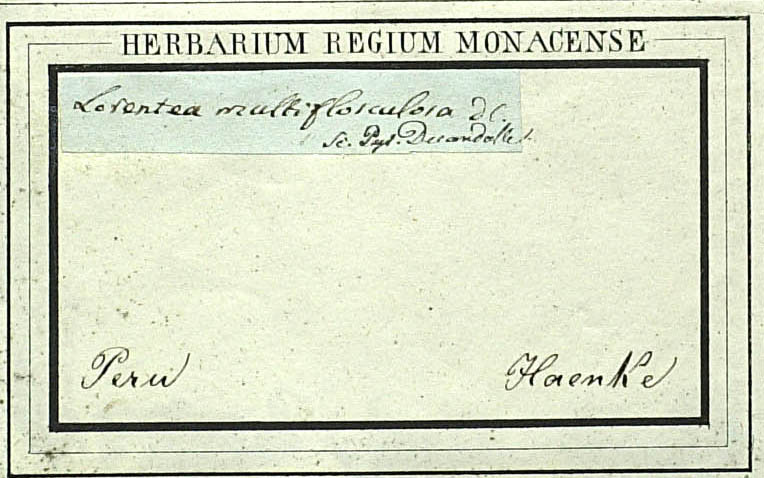 HERBARIUM REGIUM MONACENSE
Lorentea multiflosculosa DC.
Sc. Pyr. Decandolle!
Peru
Haenke